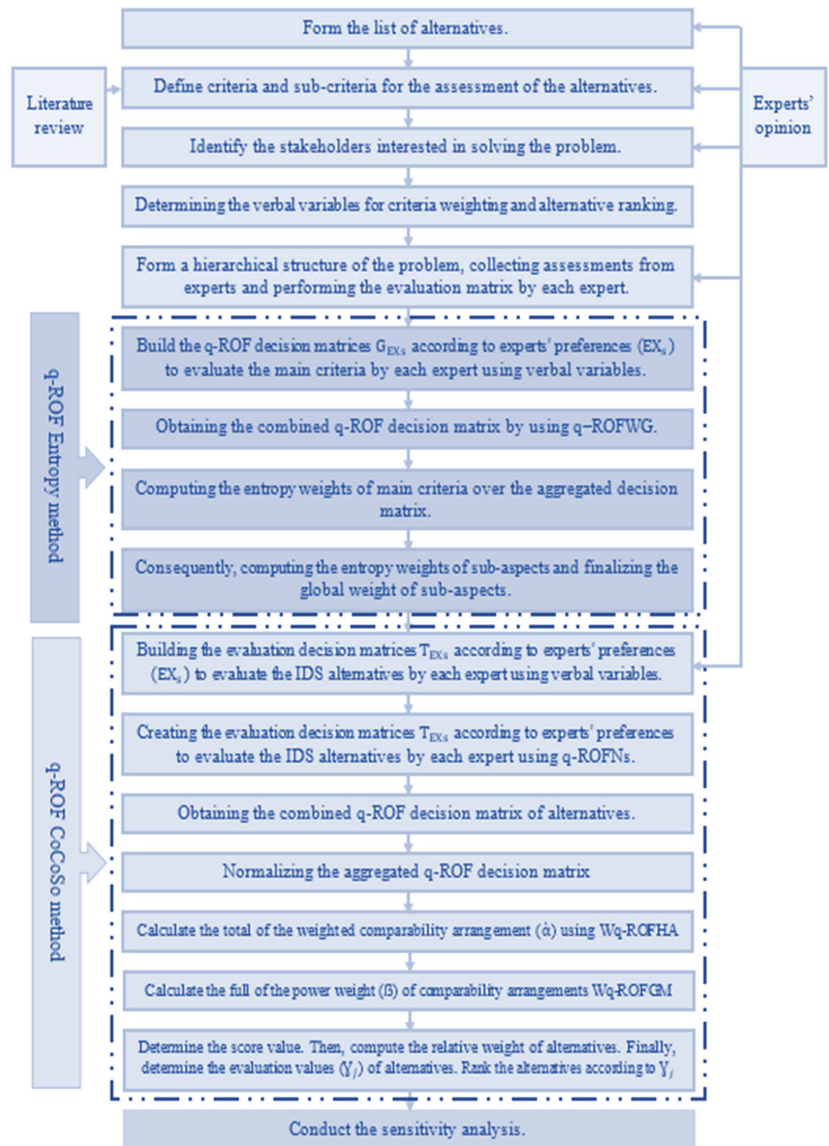 Form the list of alternatives.
Literature
review
Define criteria and sub-criteria for the assessment of the alternatives.
Experts'
opinion
Identify the stakeholders interested in solving the problem.
Determining the verbal variables for criteria weighting and alternative ranking.
Form a hierarchical structure of the problem, collecting assessments from
experts and performing the evaluation matrix by each expert.
q-ROF Entropy method
Build the q-ROF decision matrices G_EXs according to experts' preferences (EX_s)
to evaluate the main criteria by each expert using verbal variables.
Obtaining the combined q-ROF decision matrix by using q–ROFWG.
Computing the entropy weights of main criteria over the aggregated decision
matrix.
Consequently, computing the entropy weights of sub-aspects and finalizing the
global weight of sub-aspects.
q-ROF CoCoSo method
Building the evaluation decision matrices T_EXs according to experts' preferences
(EX_s) to evaluate the IDS alternatives by each expert using verbal variables.
Creating the evaluation decision matrices T_EXs according to experts' preferences
to evaluate the IDS alternatives by each expert using q-ROFNs.
Obtaining the combined q-ROF decision matrix of alternatives.
Normalizing the aggregated q-ROF decision matrix
Calculate the total of the weighted comparability arrangement (ά) using Wq-ROFHA
Calculate the full of the power weight (ß) of comparability arrangements Wq-ROFGM
Determine the score value. Then, compute the relative weight of alternatives. Finally,
determine the evaluation values (Y_j) of alternatives. Rank the alternatives according to Y_j
Conduct the sensitivity analysis.